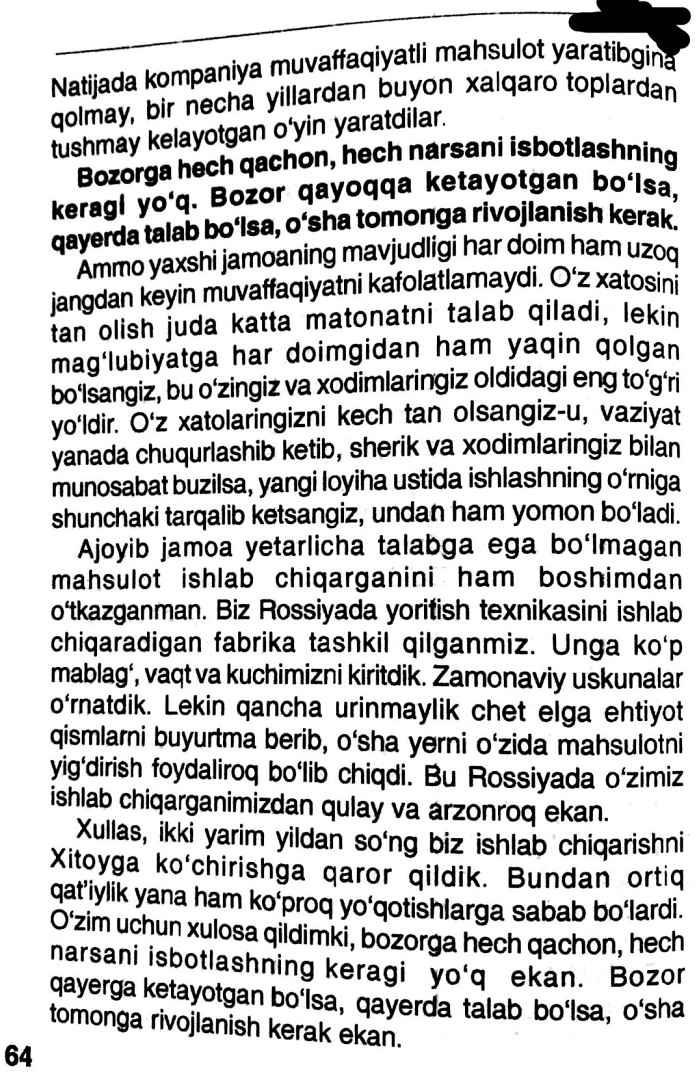 Natijada kompaniya muvaffaqiyatli mahsulot yaratibgina
qolmay, bir necha yillardan buyon xalqaro toplardan
tushmay kelayotgan o‘yin yaratdilar.
Bozorga hech qachon, hech narsani isbotlashning
keragi yo‘q. Bozor qayoqqa ketayotgan bo‘lsa,
qayerda talab bo‘lsa, o‘sha tomonga rivojlanish kerak.
Ammo yaxshi jamoaning mavjudligi har doim ham uzoq
jangdan keyin muvaffaqiyatni kafolatlamaydi. O‘z xatosini
tan olish juda katta matonatni talab qiladi, lekin
mag‘lubiyatga har doimgidan ham yaqin qolgan
bo‘lsangiz, bu o‘zingiz va xodimlaringiz oldidagi eng to‘g‘ri
yo‘ldir. O‘z xatolaringizni kech tan olsangiz-u, vaziyat
yanada chuqurlashib ketib, sherik va xodimlaringiz bilan
munosabat buzilsa, yangi loyiha ustida ishlashning o‘rniga
shunchaki tarqalib ketsangiz, undan ham yomon bo‘ladi.
Ajoyib jamoa yetarlicha talabga ega bo‘lmagan
mahsulot ishlab chiqarganini ham boshimdan
o‘tkazganman. Biz Rossiyada yoritish texnikasini ishlab
chiqaradigan fabrika tashkil qilganmiz. Unga ko‘p
mablag‘, vaqt va kuchimizni kiritdik. Zamonaviy uskunalar
o‘rnatdik. Lekin qancha urinmaylik chet elga ehtiyot
qismlarni buyurtma berib, o‘sha yerni o‘zida mahsulotni
yig‘dirish foydaliroq bo‘lib chiqdi. Bu Rossiyada o‘zimiz
ishlab chiqarganimizdan qulay va arzonroq ekan.
Xullas, ikki yarim yildan so‘ng biz ishlab chiqarishni
Xitoyga ko‘chirishga qaror qildik. Bundan ortiq
qat’iylik yana ham ko‘proq yo‘qotishlarga sabab bo‘lardi.
O‘zim uchun xulosa qildimki, bozorga hech qachon, hech
narsani isbotlashning keragi yo‘q ekan. Bozor
qayerga ketayotgan bo‘lsa, qayerda talab bo‘lsa, o‘sha
tomonga rivojlanish kerak ekan.
64